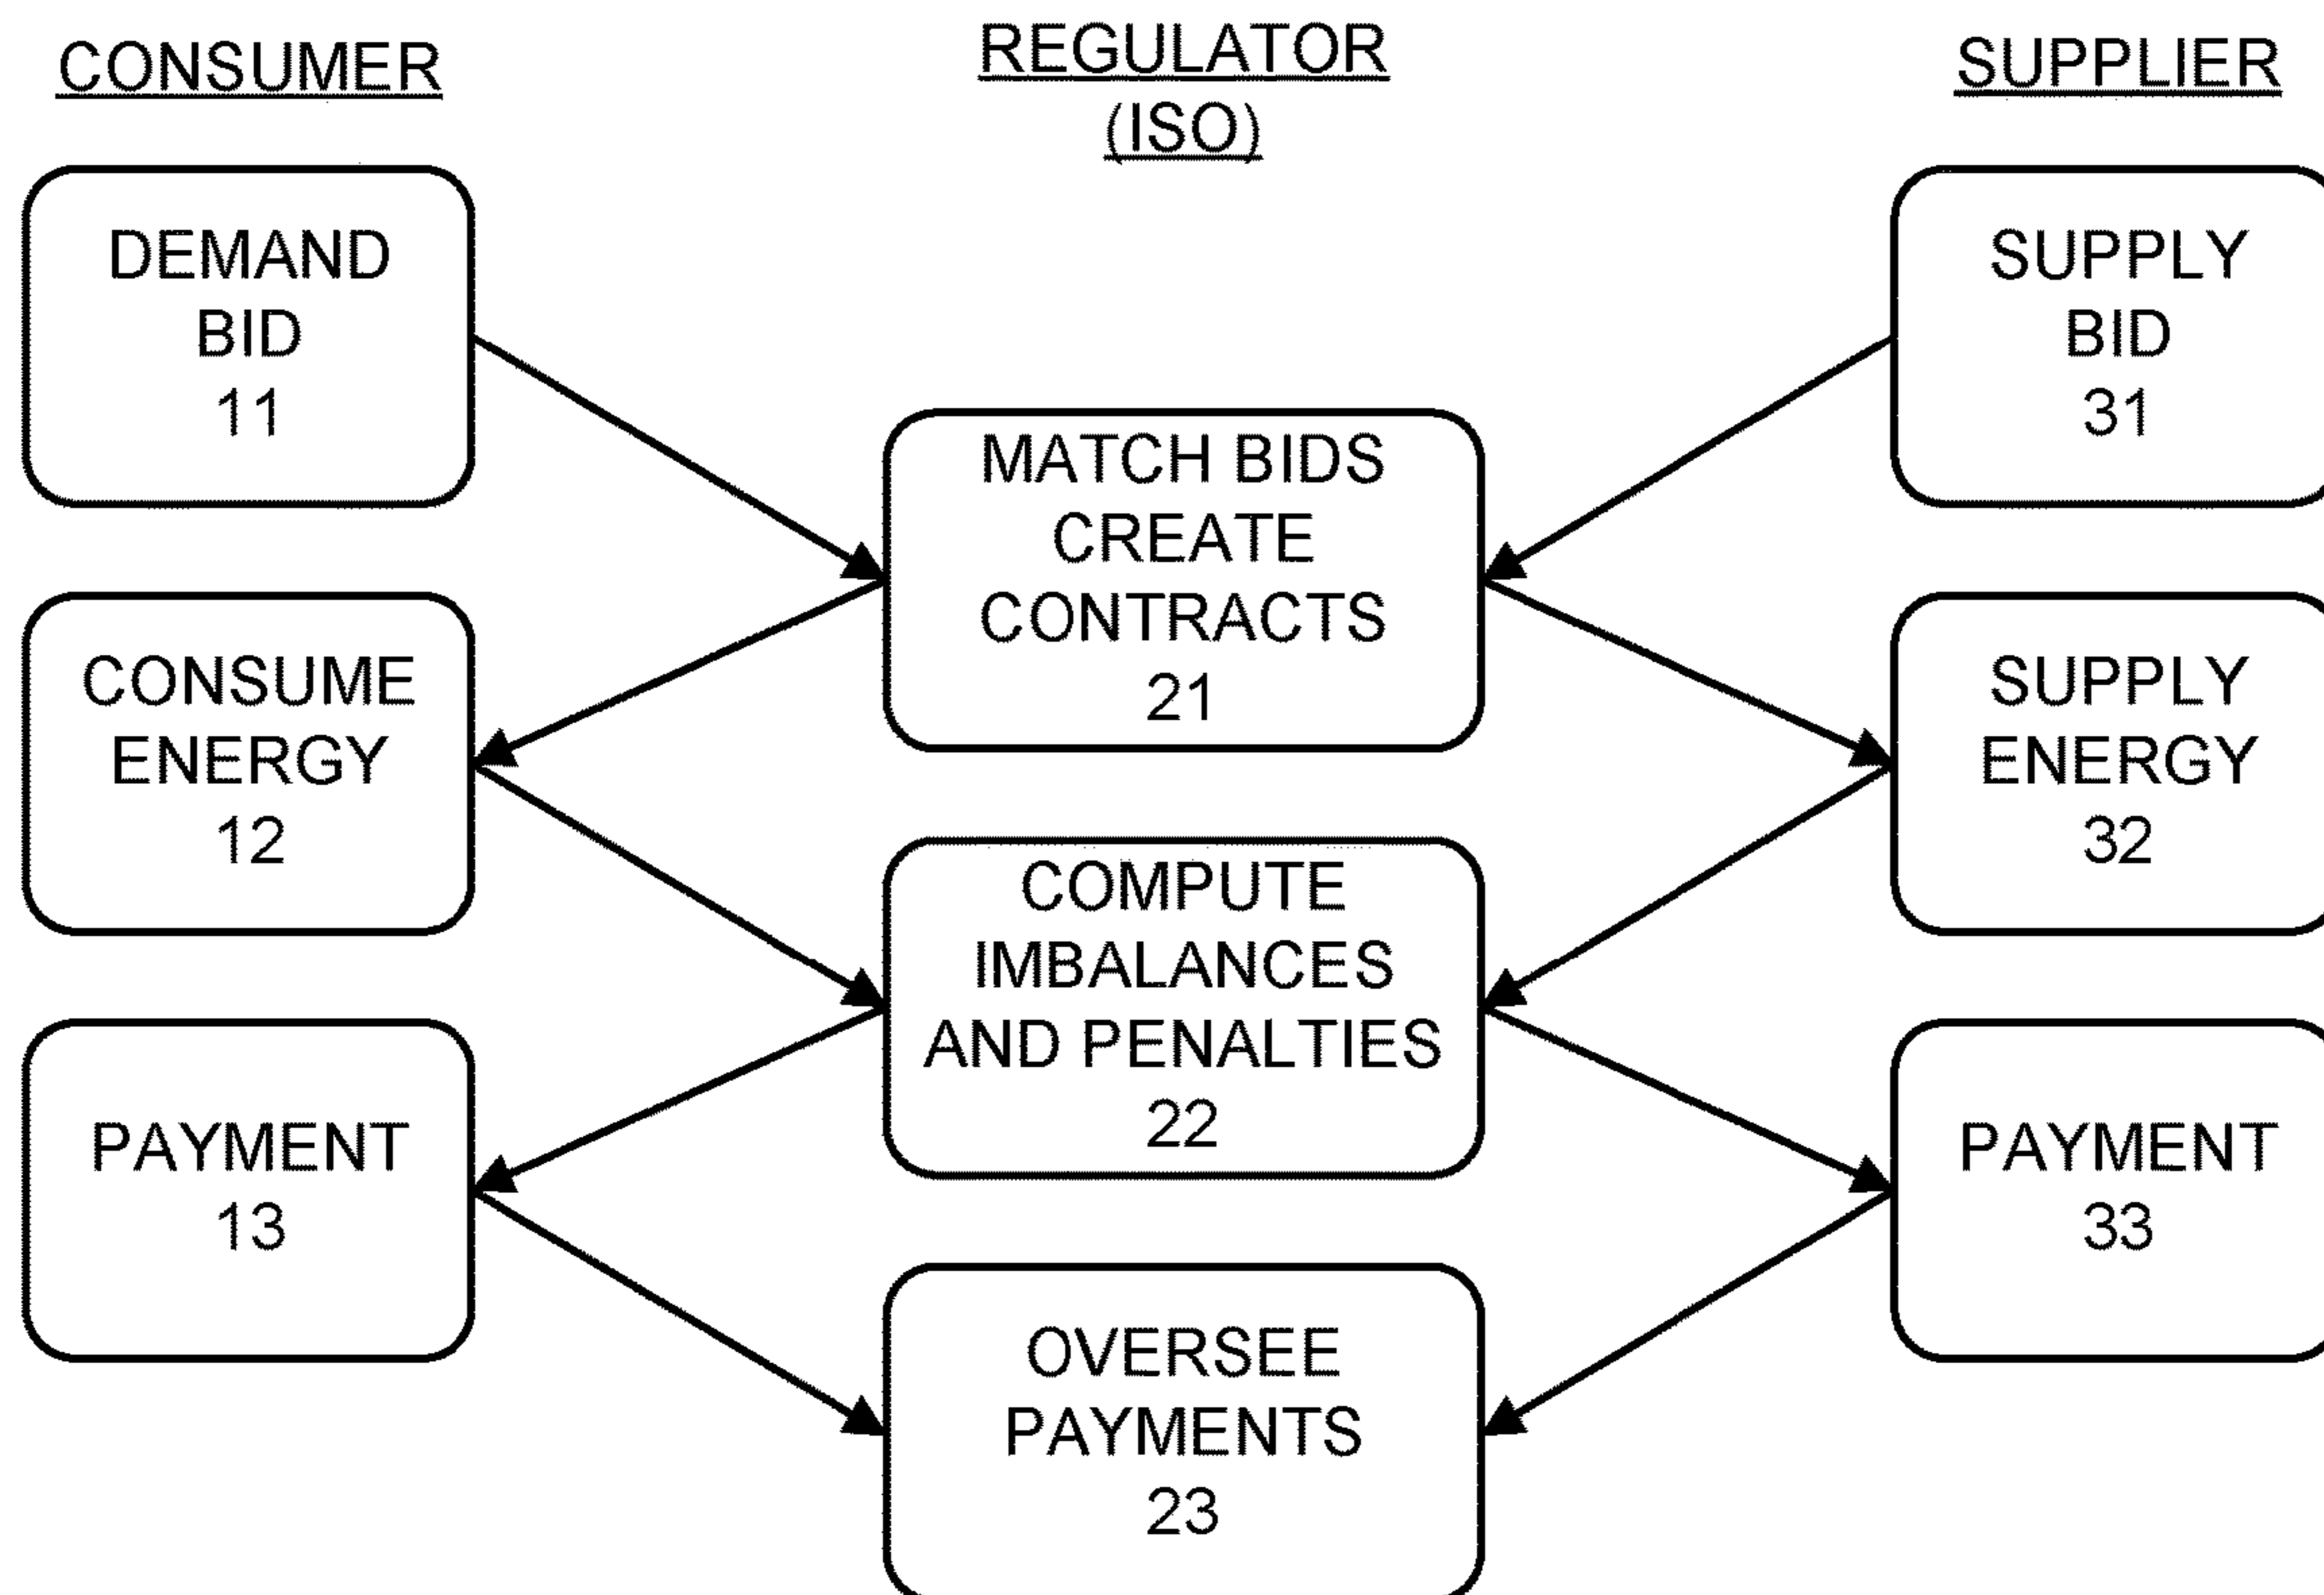 CONSUMER
REGULATOR
(ISO)
SUPPLIER
DEMAND
BID
11
SUPPLY
BID
31
MATCH BIDS
CREATE
CONTRACTS
21
CONSUME
ENERGY
12
SUPPLY
ENERGY
32
COMPUTE
IMBALANCES
AND PENALTIES
22
PAYMENT
13
PAYMENT
33
OVERSEE
PAYMENTS
23